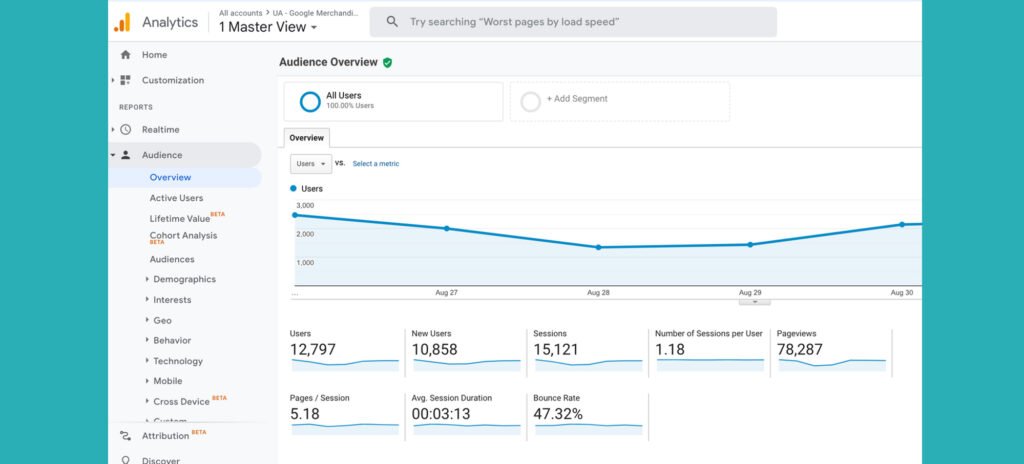 Analytics
All accounts > UA - Google Merchandi...
1 Master View
Try searching “Worst pages by load speed”
Home
Customization
REPORTS
Realtime
Audience
Overview
Active Users
Lifetime Value BETA
Cohort Analysis
BETA
Audiences
Demographics
Interests
Geo
Behavior
Technology
Mobile
Cross Device BETA
Custom
Attribution BETA
Discover
Audience Overview
All Users
100.00% Users
+ Add Segment
Overview
Users
vs.
Select a metric
Users
3,000
2,000
1,000
...
Aug 27
Aug 28
Aug 29
Aug 30
Users
12,797
New Users
10,858
Sessions
15,121
Number of Sessions per User
1.18
Pageviews
78,287
Pages / Session
5.18
Avg. Session Duration
00:03:13
Bounce Rate
47.32%